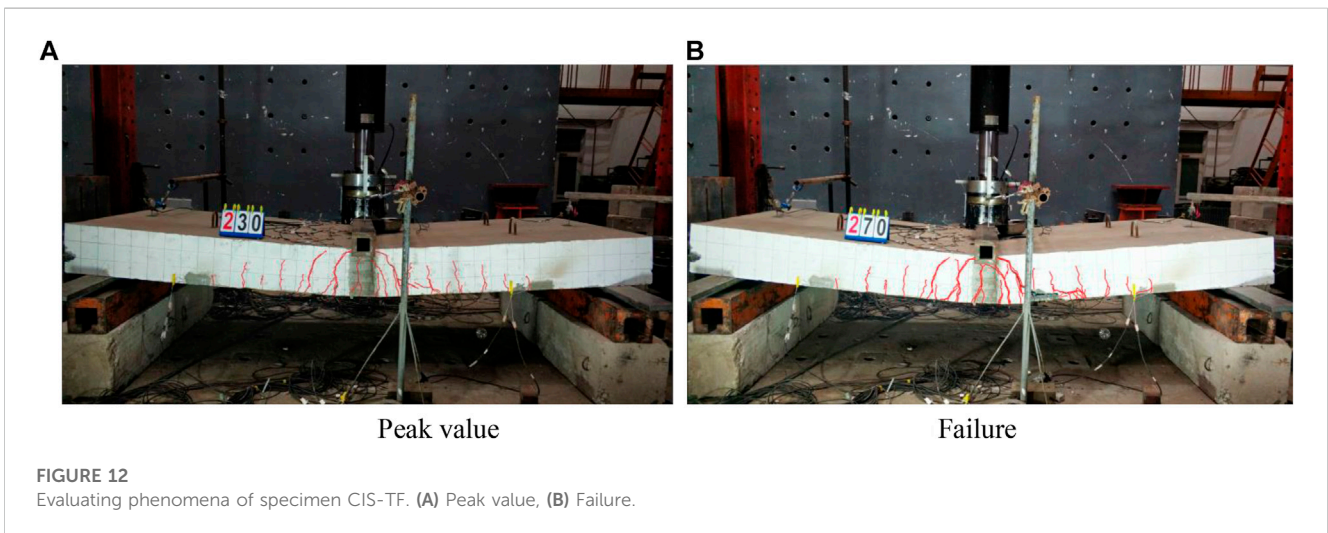 A
B
230
270
Peak value
Failure
FIGURE 12
Evaluating phenomena of specimen CIS-TF. (A) Peak value, (B) Failure.